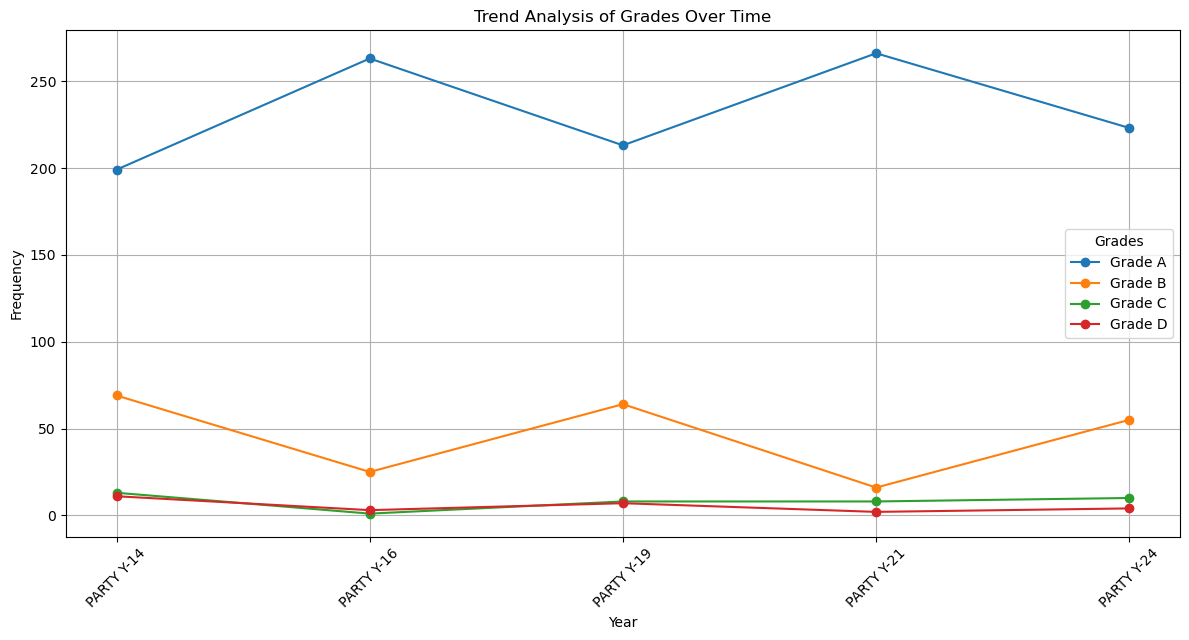 Trend Analysis of Grades Over Time
Frequency
250
200
150
100
50
0
Grades
Grade A
Grade B
Grade C
Grade D
PARTY Y-14
PARTY Y-16
PARTY Y-19
PARTY Y-21
PARTY Y-24
Year